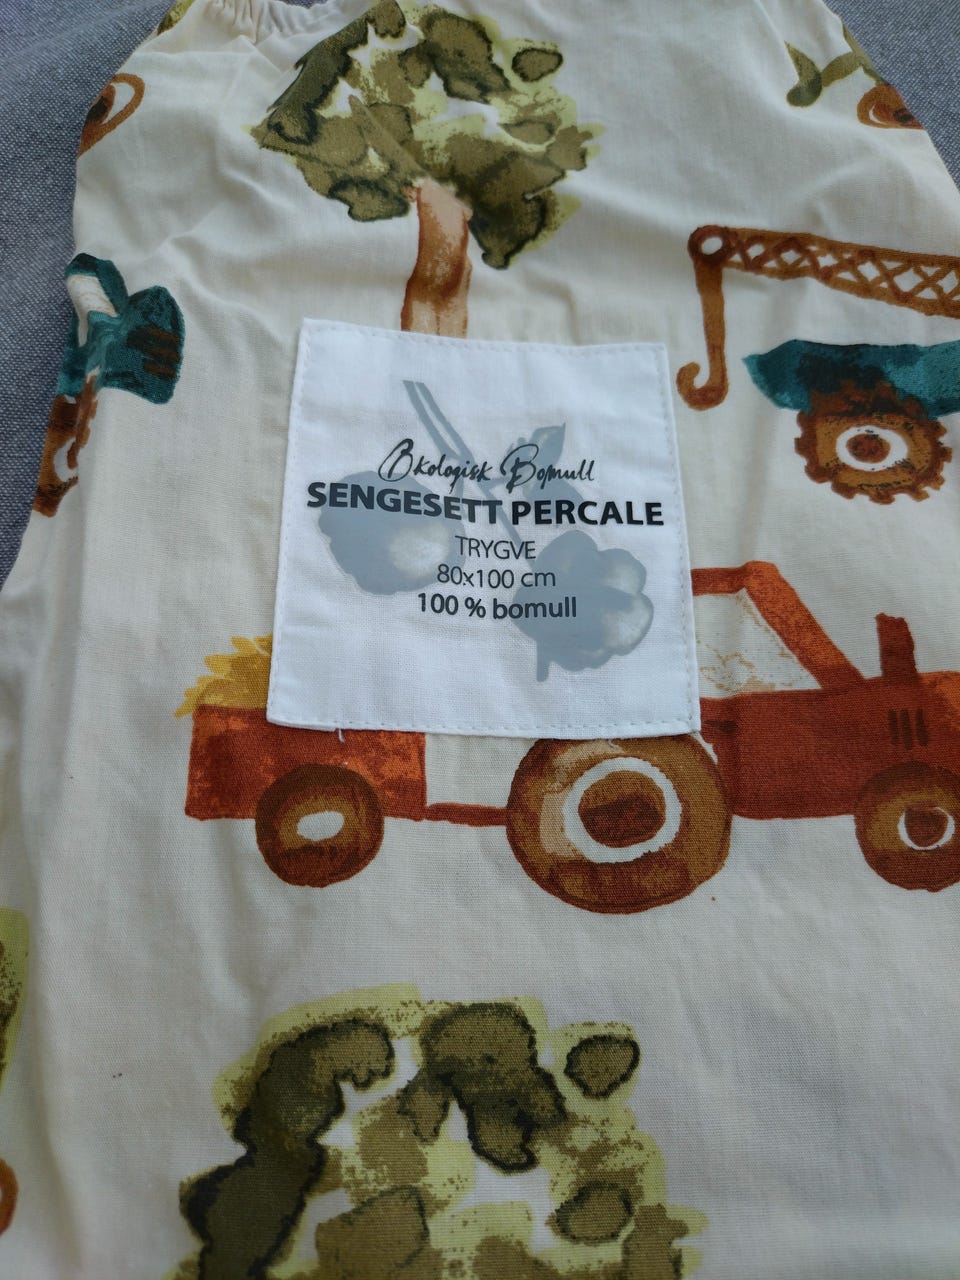 Økologisk Bomull
SENGESETT PERCALE
TRYGVE
80x100 cm
100 % bomull